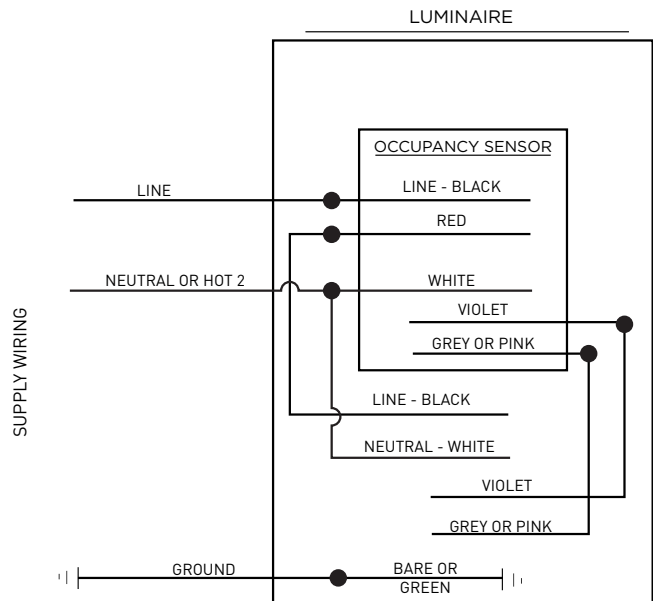 LUMINAIRE
OCCUPANCY SENSOR
LINE
LINE - BLACK
RED
NEUTRAL OR HOT 2
WHITE
VIOLET
GREY OR PINK
SUPPLY WIRING
LINE - BLACK
NEUTRAL - WHITE
VIOLET
GREY OR PINK
GROUND
BARE OR
GREEN